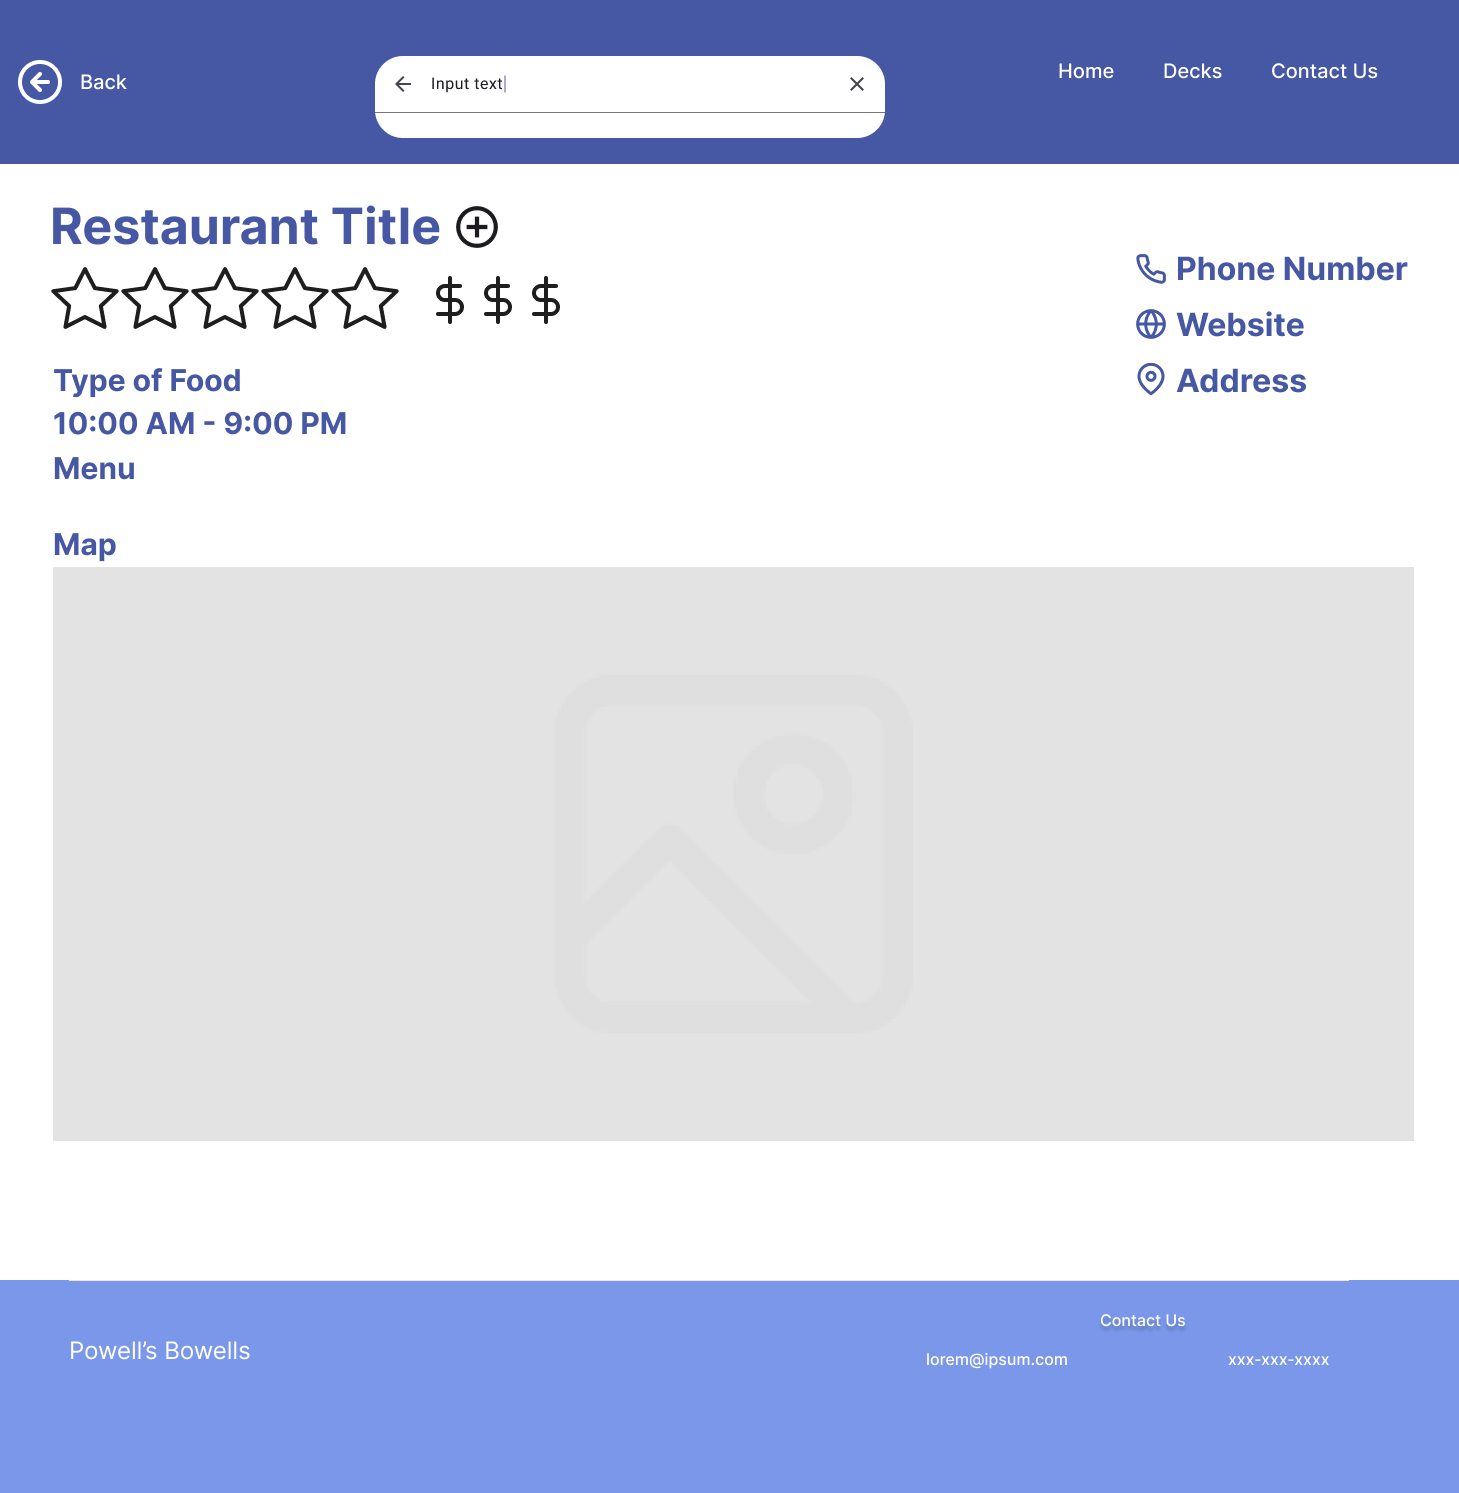 Back
Input text
Home
Decks
Contact Us
Restaurant Title
$ $ $
Phone Number
Website
Address
Type of Food
10:00 AM - 9:00 PM
Menu
Map
Contact Us
Powell’s Bowells
lorem@ipsum.com
xxx-xxx-xxxx